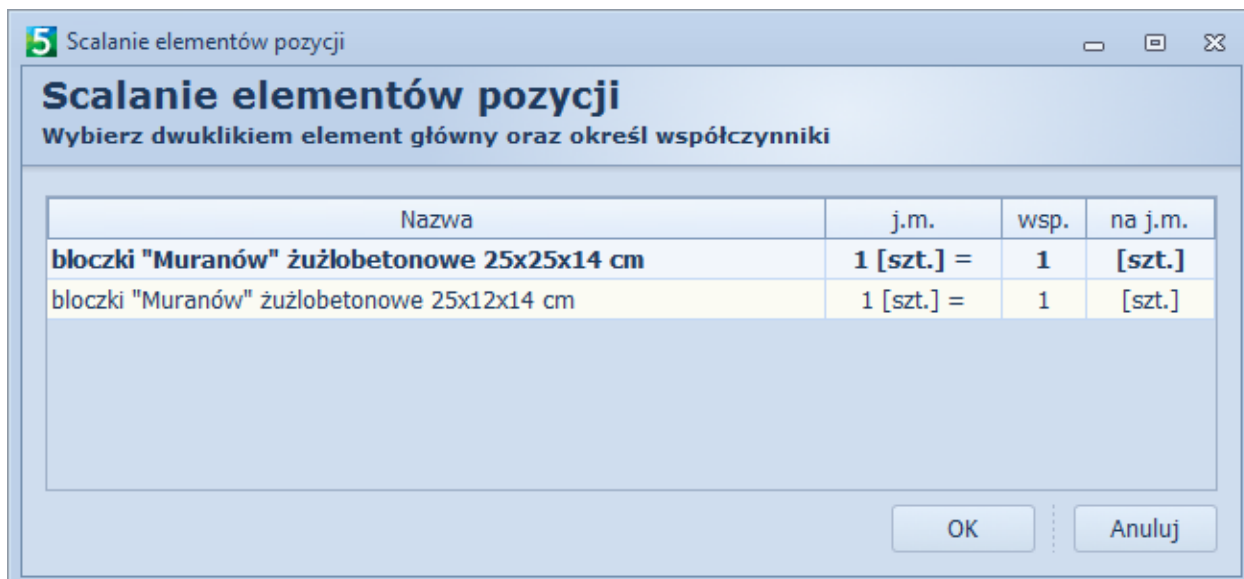 5 Scalanie elementów pozycji
Scalanie elementów pozycji
Wybierz dwuklikiem element główny oraz określ współczynniki
Nazwa j.m. wsp. na j.m.
bloczki "Muranów" żużlobetonowe 25x25x14 cm 1 [szt.] = 1 [szt.]
bloczki "Muranów" żużlobetonowe 25x12x14 cm 1 [szt.] = 1 [szt.]
OK Anuluj